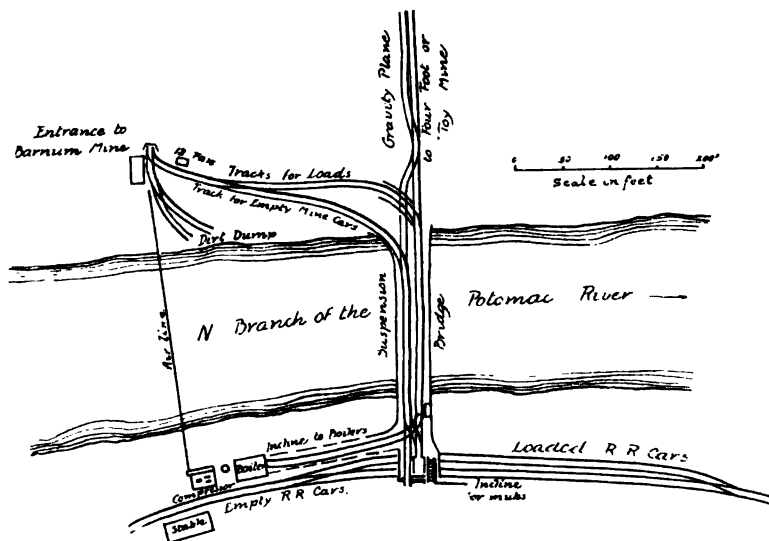 Gravity Plane
to Four Foot or
"Toy Mine
Entrance to
Barnum Mine
Tracks for Loads
Track for Empty Mine Cars
Dirt Dump
0 50 100 150 200'
Scale in feet
N Branch of the
Suspension
Bridge
Potomac River
Air Line
Incline to Boilers
Boiler
Compressor
Empty R R Cars.
Stable
Loaded R R Cars
Incline
for mules